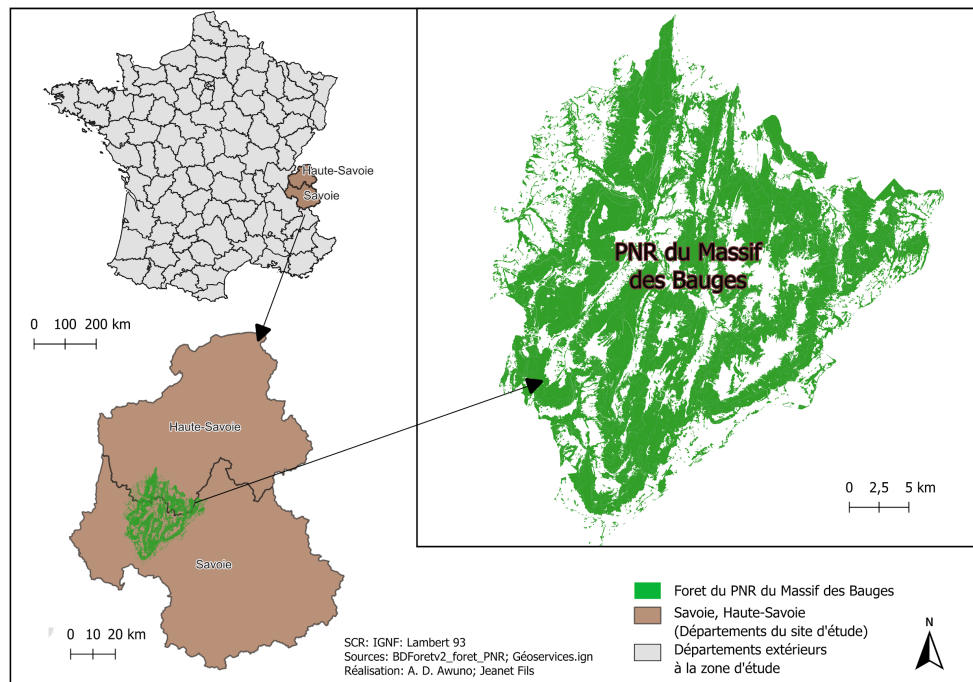 Haute-Savoie
Savoie
0 100 200 km
PNR du Massif
des Bauges
0 2,5 5 km
Haute-Savoie
Savoie
0 10 20 km
SCR: IGNF: Lambert 93
Sources: BDForetv2_foret_PNR; Géoservices.ign
Réalisation: A. D. Awuno; Jeanet Fils
Foret du PNR du Massif des Bauges
Savoie, Haute-Savoie
(Départements du site d'étude)
Départements extérieurs
à la zone d'étude
N